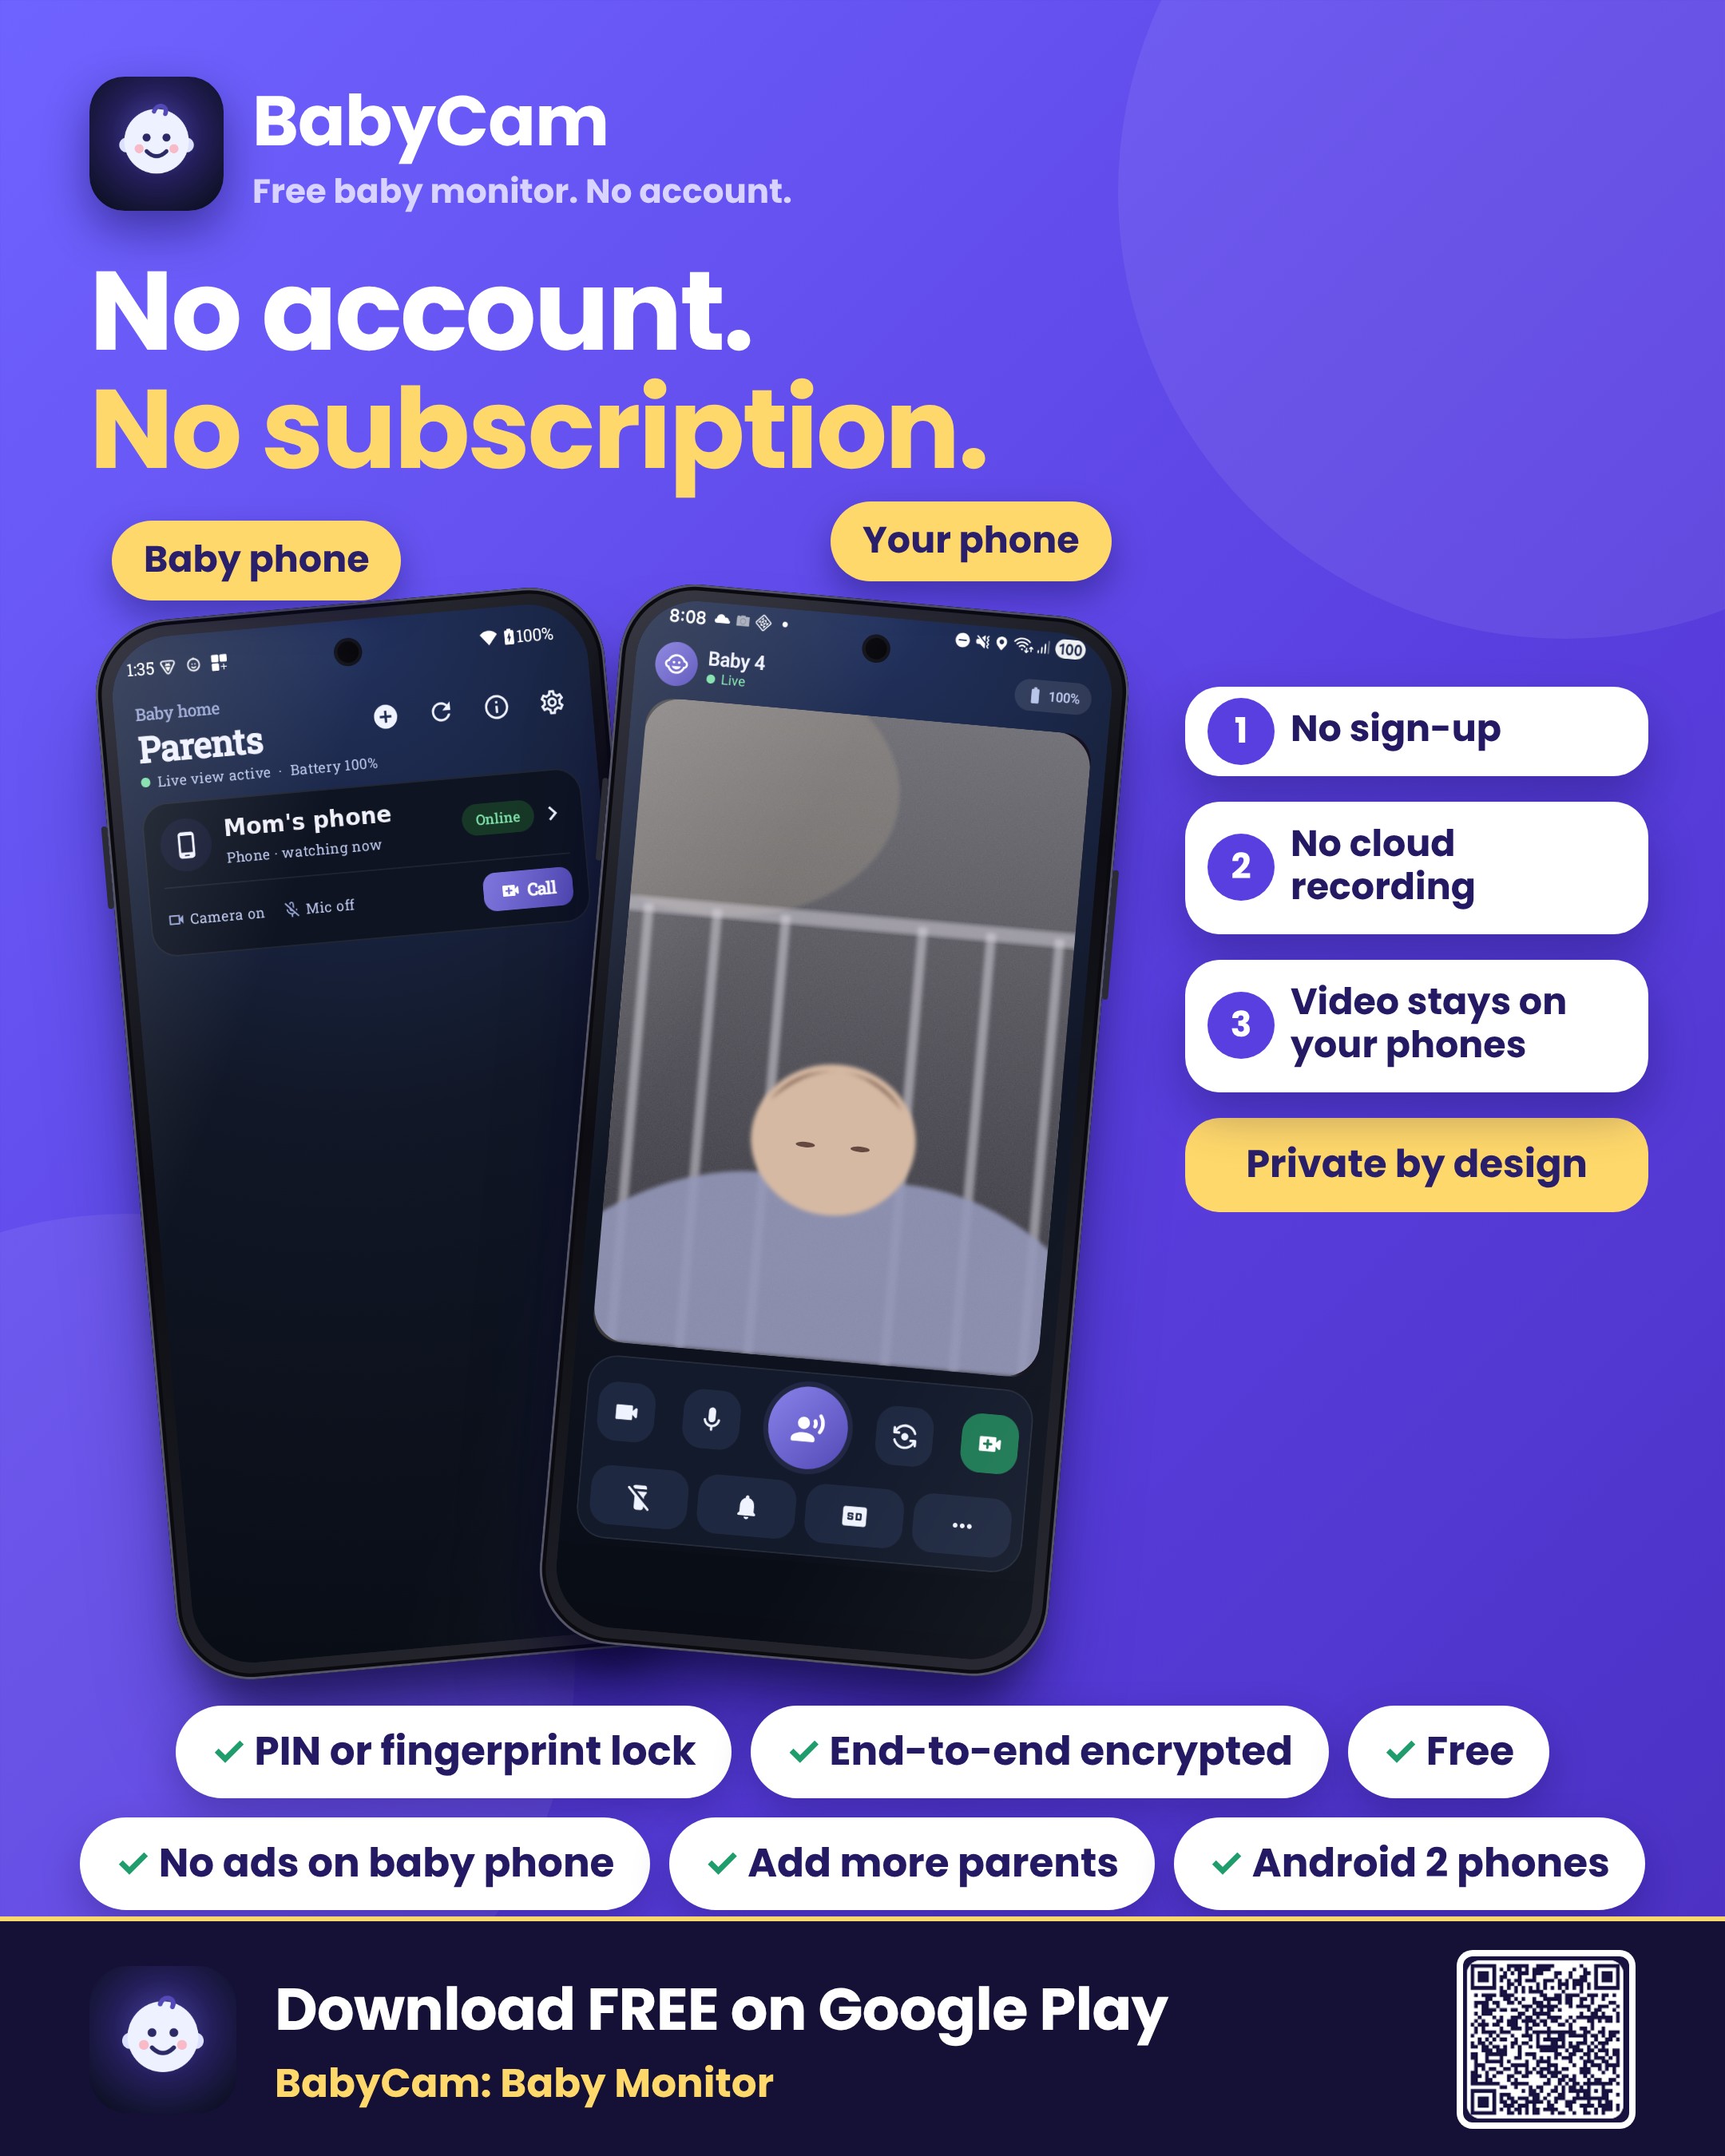 BabyCam
Free baby monitor. No account.
No account.
No subscription.
Baby phone
Your phone
1:35
100%
Baby home
Parents
Live view active · Battery 100%
Mom's phone
Phone · watching now
Online
Camera on
Mic off
Call
8:08
100
Baby 4
Live
100%
SD
1 No sign-up
2 No cloud
recording
3 Video stays on
your phones
Private by design
PIN or fingerprint lock
End-to-end encrypted
Free
No ads on baby phone
Add more parents
Android 2 phones
Download FREE on Google Play
BabyCam: Baby Monitor